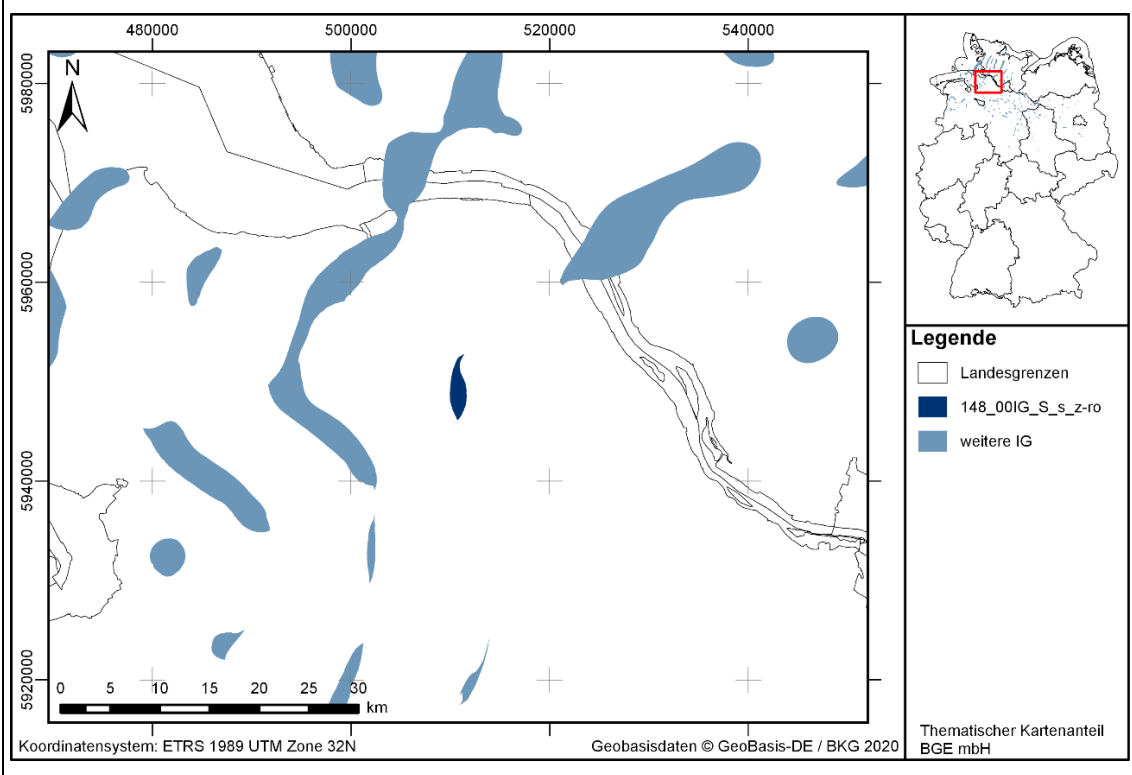 480000 500000 520000 540000
5980000
5960000
5940000
5920000
N
0 5 10 15 20 25 30
km
Koordinatensystem: ETRS 1989 UTM Zone 32N
Geobasisdaten © GeoBasis-DE / BKG 2020
Legende
Landesgrenzen
148_00IG_S_s_z-ro
weitere IG
Thematischer Kartenanteil
BGE mbH